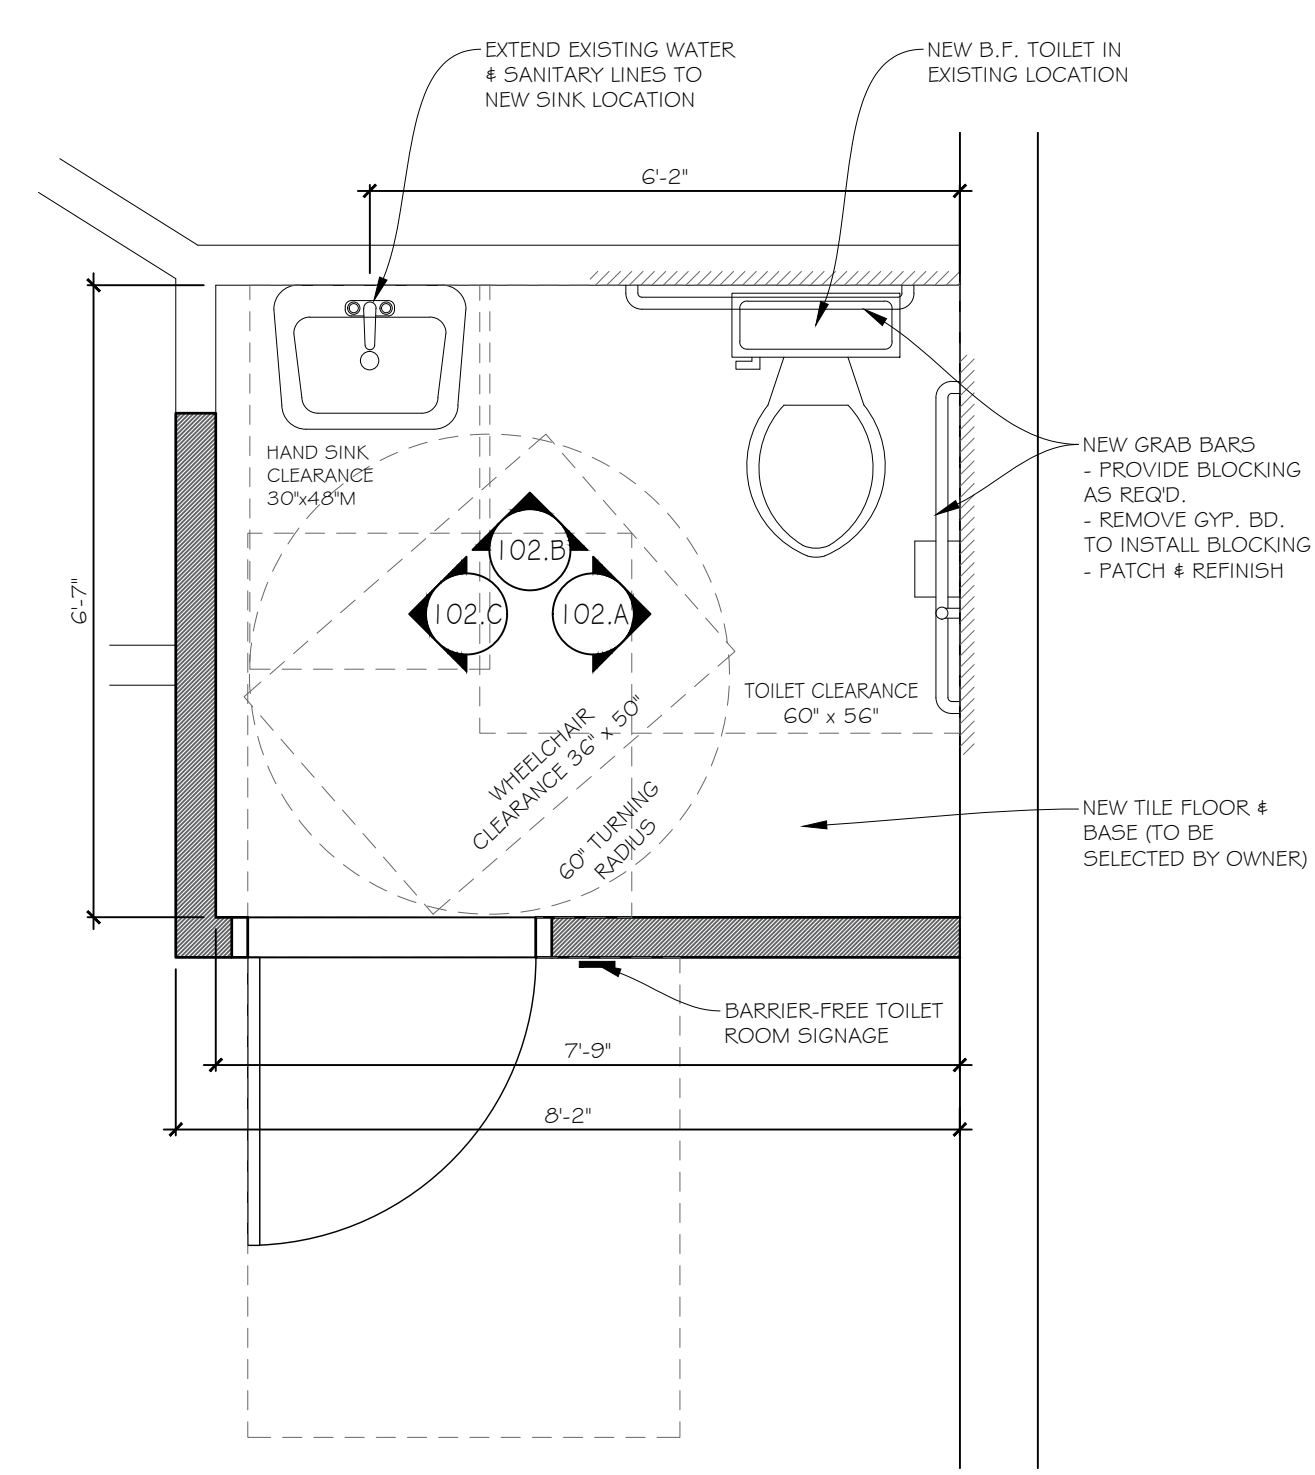 EXTEND EXISTING WATER
& SANITARY LINES TO
NEW SINK LOCATION
NEW B.F. TOILET IN
EXISTING LOCATION
6'-2"
HAND SINK
CLEARANCE
30"x48"M
NEW GRAB BARS
- PROVIDE BLOCKING
AS REQ'D.
- REMOVE GYP. BD.
TO INSTALL BLOCKING
- PATCH & REFINISH
102.B
102.C
102.A
6'-7"
TOILET CLEARANCE
60" x 56"
WHEELCHAIR
CLEARANCE 36" x 50"
60" TURNING
RADIUS
NEW TILE FLOOR &
BASE (TO BE
SELECTED BY OWNER)
BARRIER-FREE TOILET
ROOM SIGNAGE
7'-9"
8'-2"